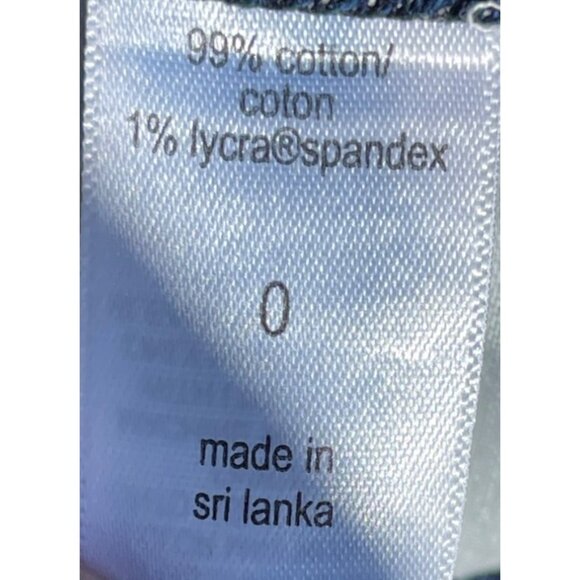 99% cotton/
coton
1% lycra®spandex
0
made in
sri lanka